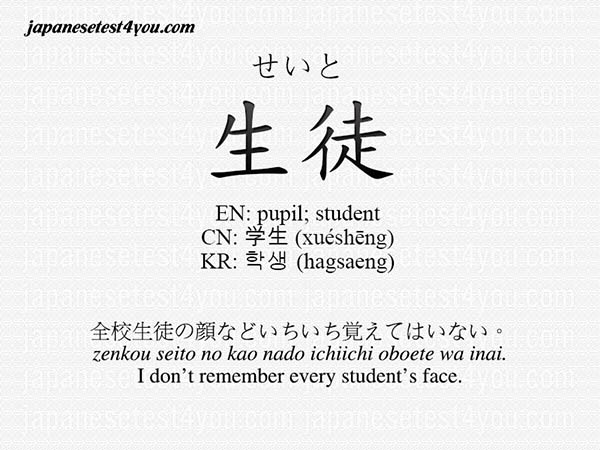 japanesetest4you.com
せいと
生徒
EN: pupil; student
CN: 学生 (xuéshēng)
KR: 학생 (hagsaeng)
全校生徒の顔などいちいち覚えてはいない。
zenkou seito no kao nado ichiichi oboete wa inai.
I don't remember every student's face.